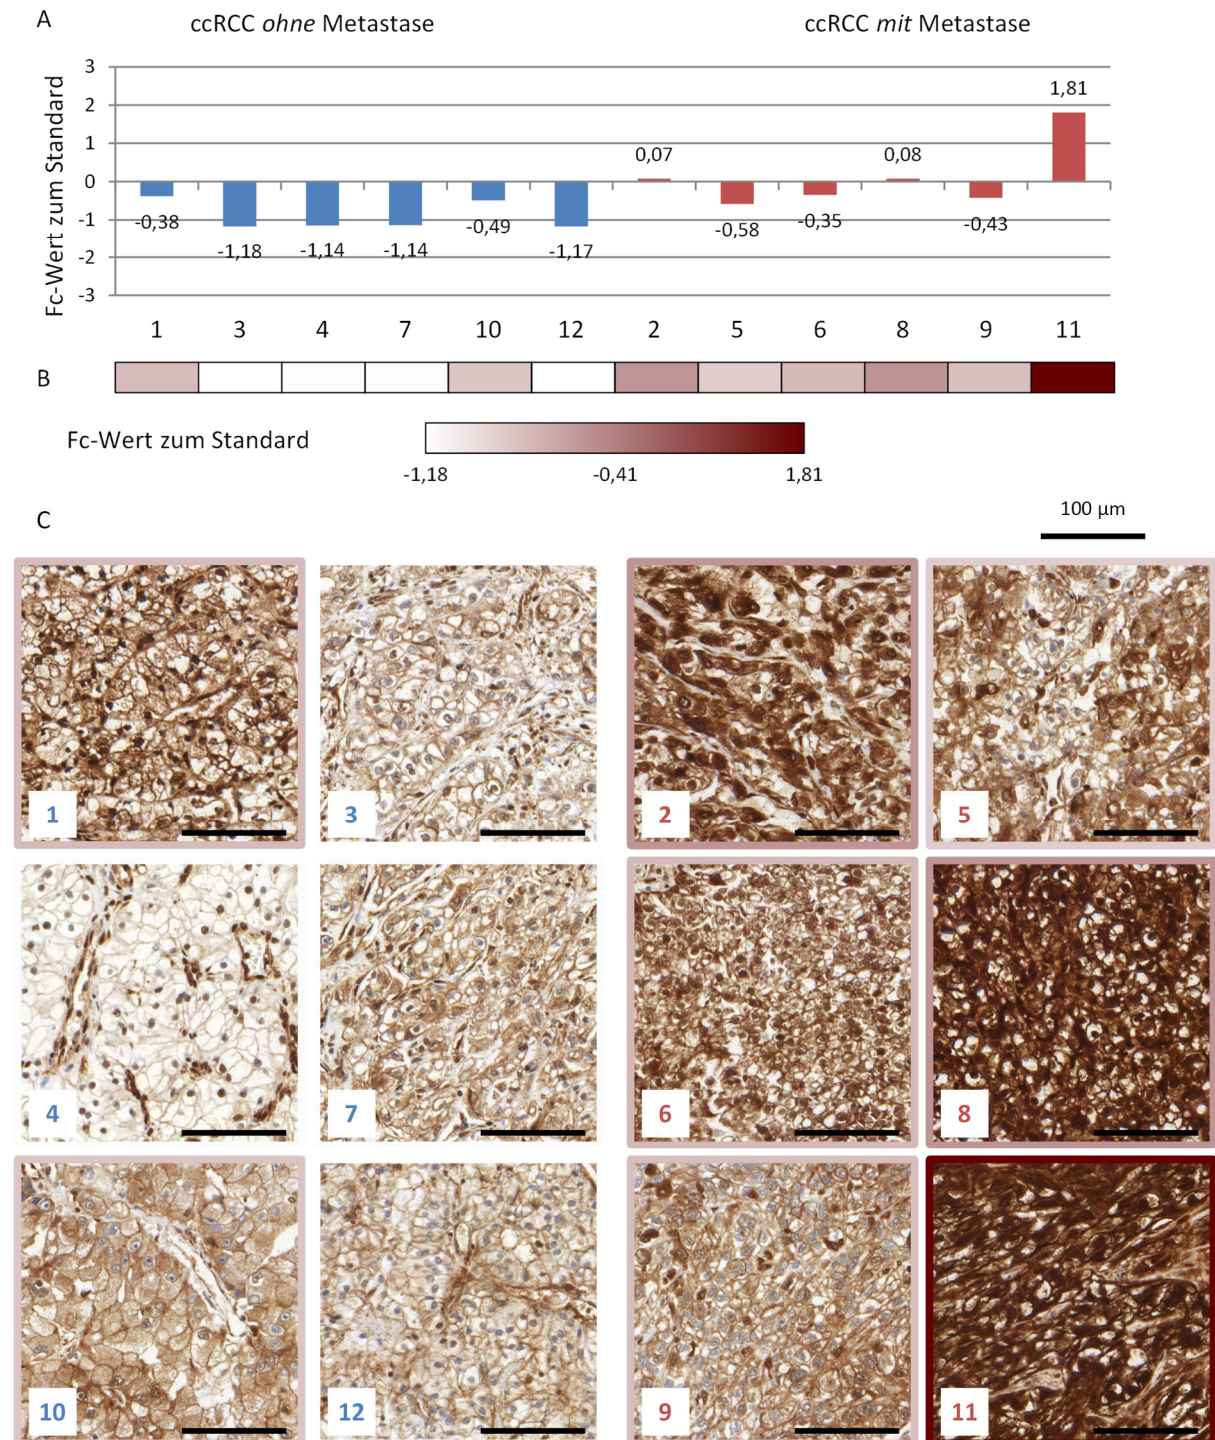 A
ccRCC ohne Metastase
ccRCC mit Metastase
Fc-Wert zum Standard
3
2
1
0
-1
-2
-3
-0,38
-1,18
-1,14
-1,14
-0,49
-1,17
0,07
-0,58
-0,35
0,08
-0,43
1,81
1 3 4 7 10 12 2 5 6 8 9 11
B
Fc-Wert zum Standard
-1,18 -0,41 1,81
C
100 µm
1 3 2 5
4 7 6 8
10 12 9 11